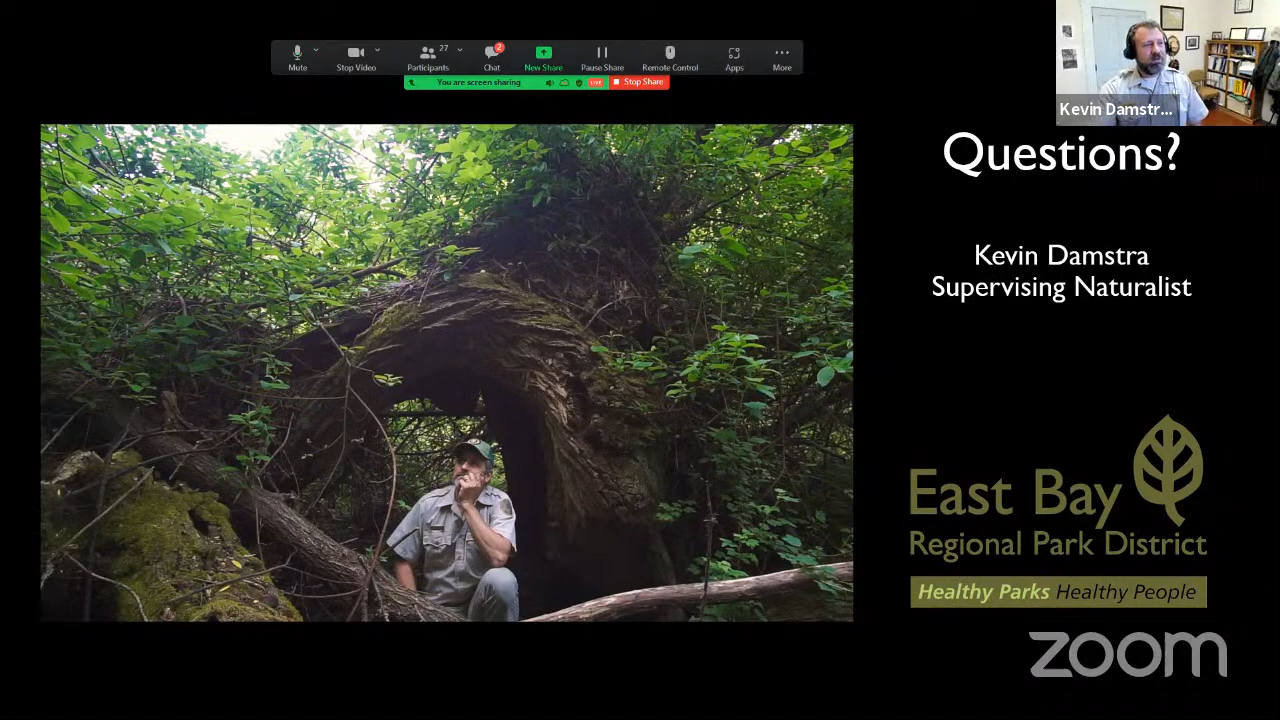 27
2
Mute
Stop Video
Participants
Chat
New Share
Pause Share
Remote Control
Apps
More
You are screen sharing
LIVE
Stop Share
Kevin Damstr...
Questions?
Kevin Damstra
Supervising Naturalist
East Bay
Regional Park District
Healthy Parks Healthy People
zoom